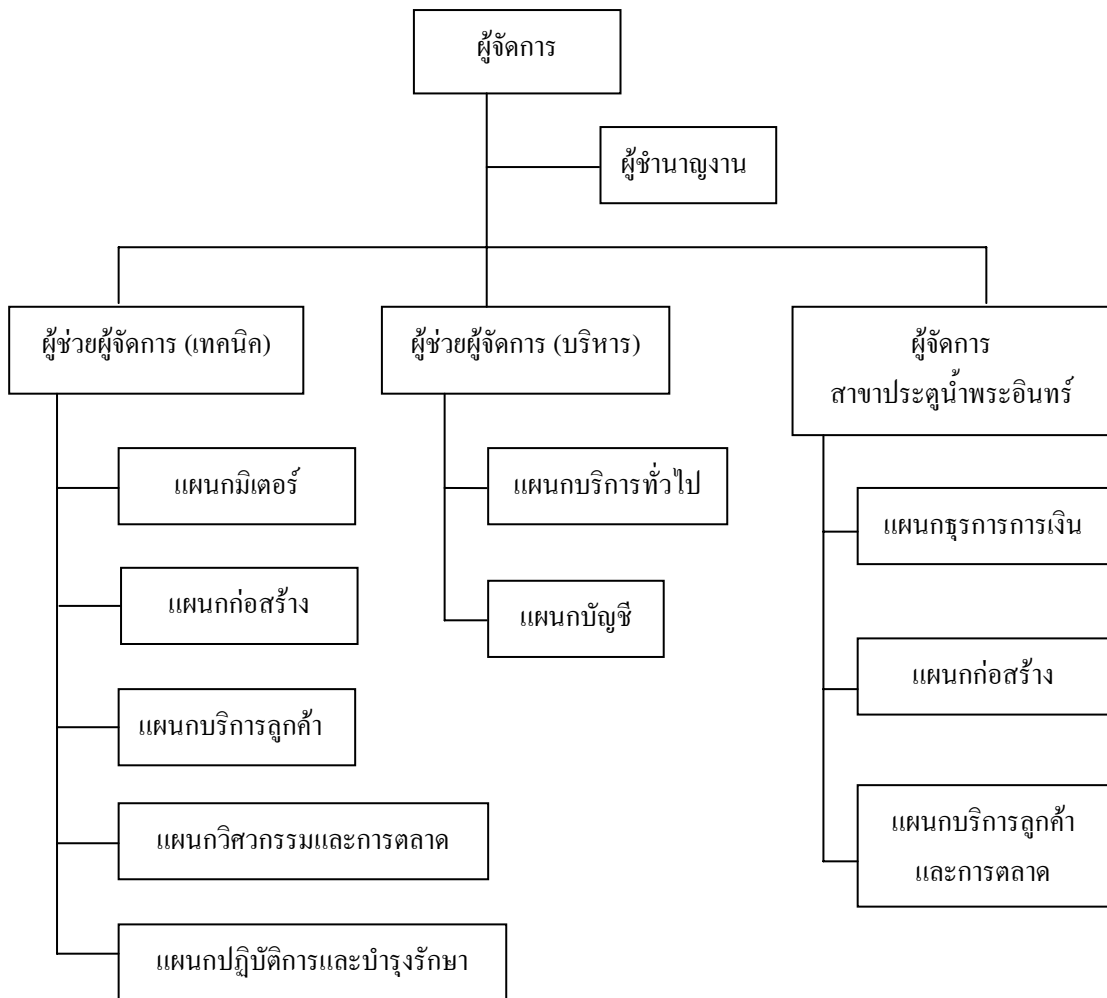 ผู้จัดการ
ผู้ชำนาญงาน
ผู้ช่วยผู้จัดการ (เทคนิค)
แผนกมิเตอร์
แผนกก่อสร้าง
แผนกบริการลูกค้า
แผนกวิศวกรรมและการตลาด
แผนกปฏิบัติการและบำรุงรักษา
ผู้ช่วยผู้จัดการ (บริหาร)
แผนกบริการทั่วไป
แผนกบัญชี
ผู้จัดการ
สาขาประตูน้ำพระอินทร์
แผนกธุรการการเงิน
แผนกก่อสร้าง
แผนกบริการลูกค้า
และการตลาด